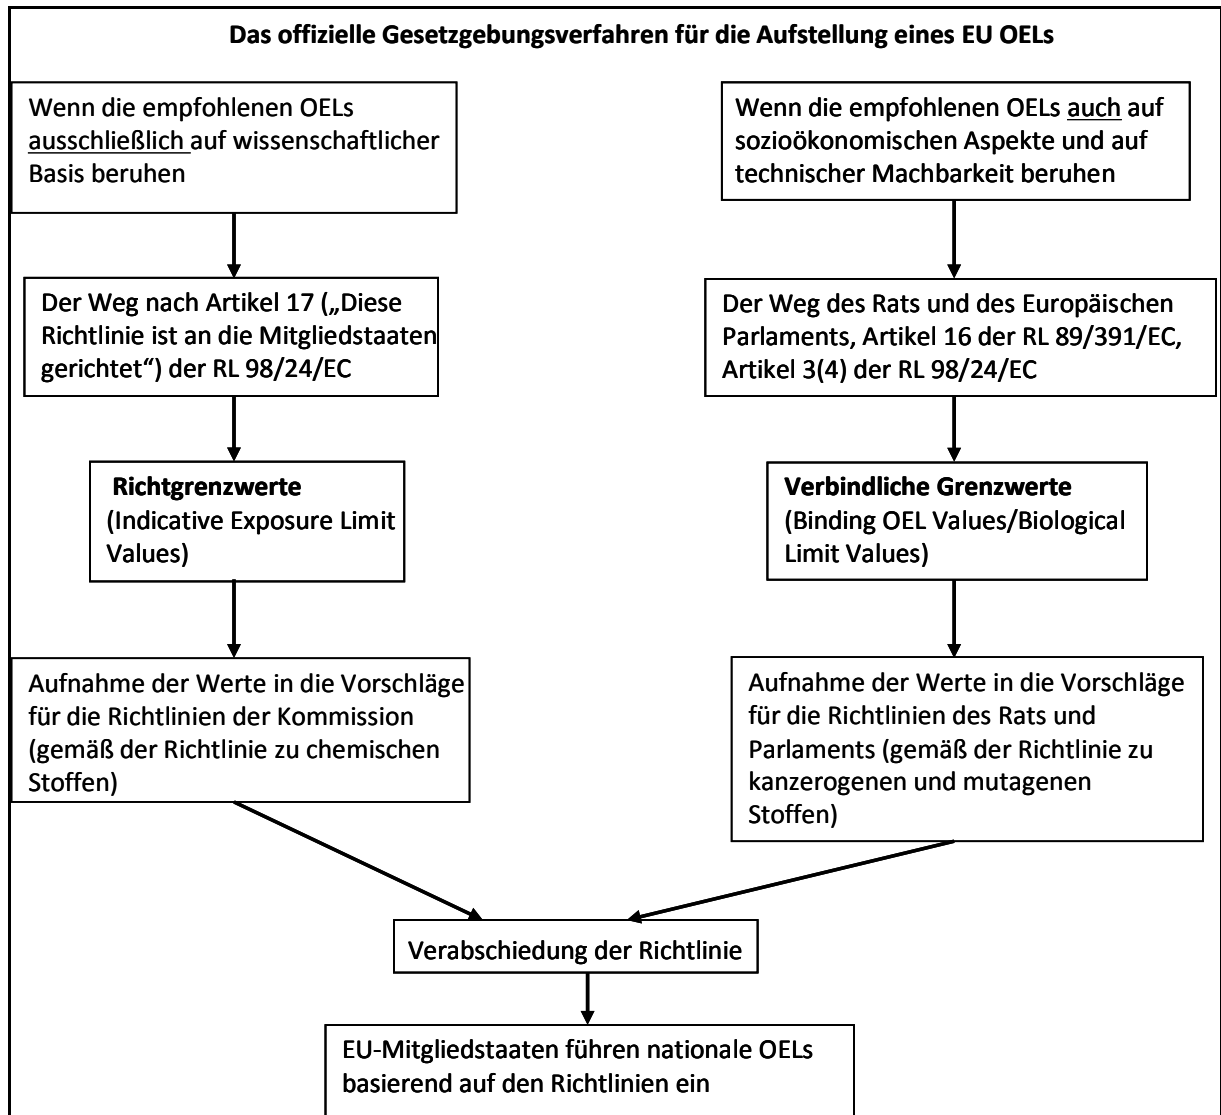 Das offizielle Gesetzgebungsverfahren für die Aufstellung eines EU OELs
Wenn die empfohlenen OELs
ausschließlich auf wissenschaftlicher
Basis beruhen
Wenn die empfohlenen OELs auch auf
sozioökonomischen Aspekte und auf
technischer Machbarkeit beruhen
Der Weg nach Artikel 17 („Diese
Richtlinie ist an die Mitgliedstaaten
gerichtet“) der RL 98/24/EC
Der Weg des Rats und des Europäischen
Parlaments, Artikel 16 der RL 89/391/EC,
Artikel 3(4) der RL 98/24/EC
Richtgrenzwerte
(Indicative Exposure Limit
Values)
Verbindliche Grenzwerte
(Binding OEL Values/Biological
Limit Values)
Aufnahme der Werte in die Vorschläge
für die Richtlinien der Kommission
(gemäß der Richtlinie zu chemischen
Stoffen)
Aufnahme der Werte in die Vorschläge
für die Richtlinien des Rats und
Parlaments (gemäß der Richtlinie zu
kanzerogenen und mutagenen
Stoffen)
Verabschiedung der Richtlinie
EU-Mitgliedstaaten führen nationale OELs
basierend auf den Richtlinien ein